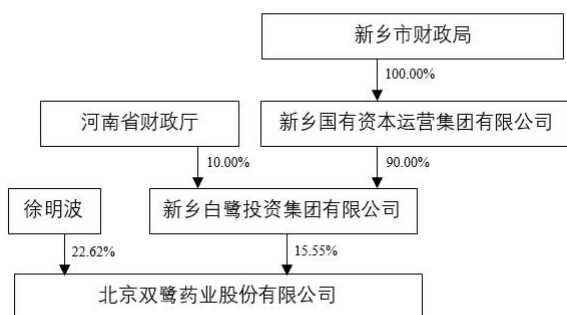 新乡市财政局
100.00%
河南省财政厅
新乡国有资本运营集团有限公司
10.00%
90.00%
徐明波
新乡白鹭投资集团有限公司
22.62%
15.55%
北京双鹭药业股份有限公司